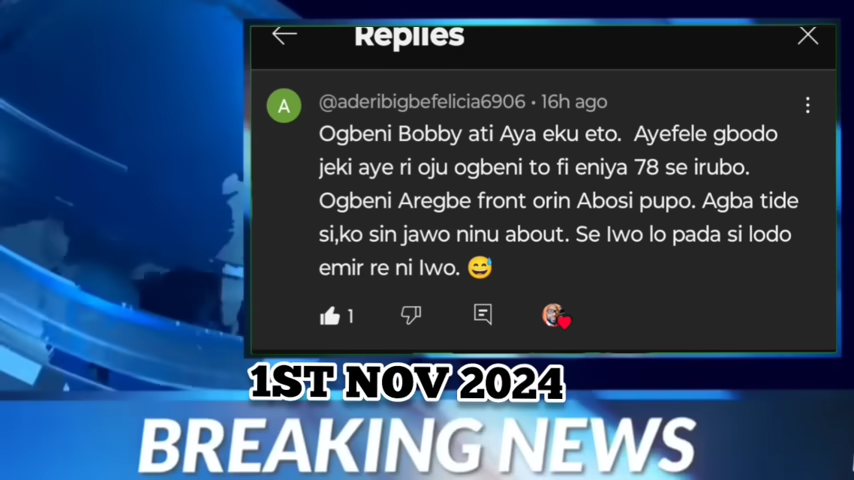 Replies
A
@aderibigbefelicia6906 • 16h ago
Ogbeni Bobby ati Aya eku eto. Ayefele gbodo
jeki aye ri oju ogbeni to fi eniya 78 se irubo.
Ogbeni Aregbe front orin Abosi pupo. Agba tide
si,ko sin jawo ninu about. Se Iwo lo pada si lodo
emir re ni Iwo. 😅
1
1ST NOV 2024
BREAKING NEWS